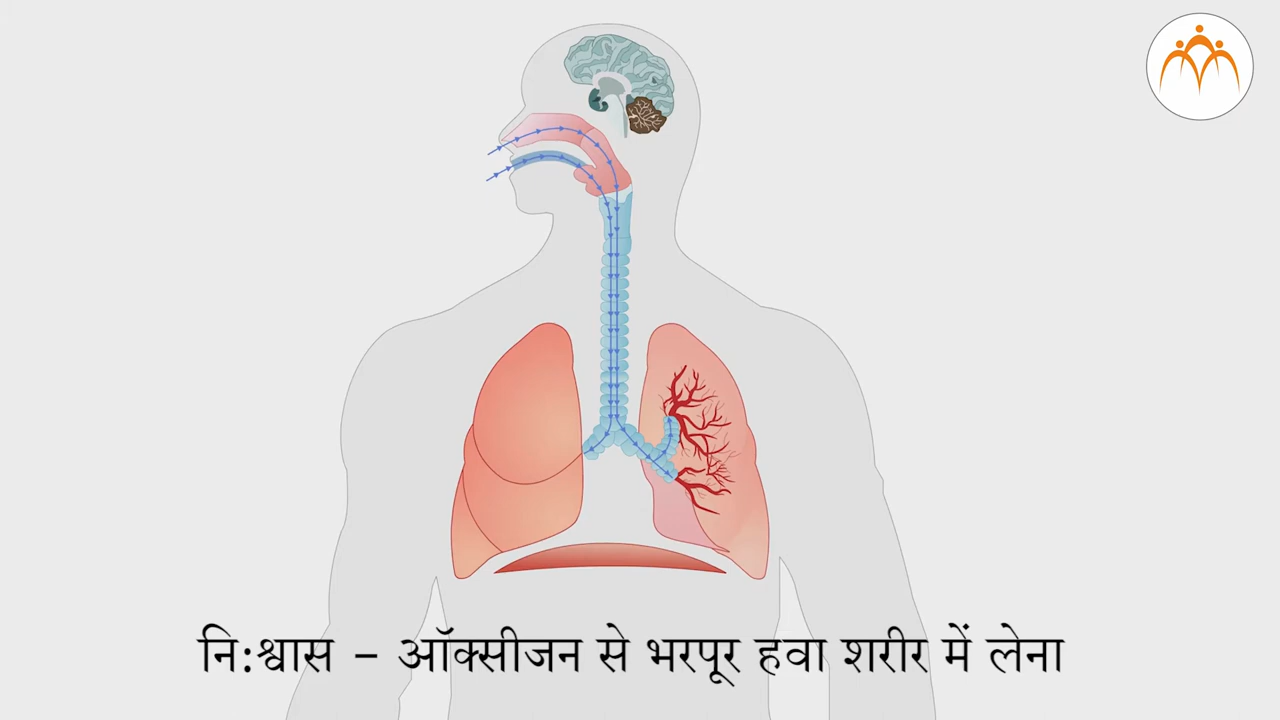 नि:श्वास – ऑक्सीजन से भरपूर हवा शरीर में लेना